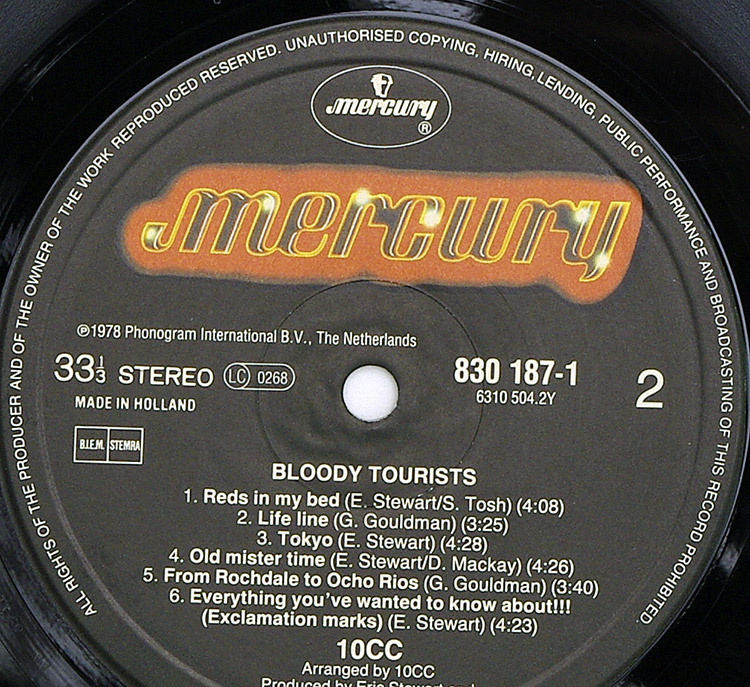 ALL RIGHTS OF THE PRODUCER AND OF THE OWNER OF THE WORK REPRODUCED RESERVED. UNAUTHORISED COPYING, HIRING, LENDING, PUBLIC PERFORMANCE AND BROADCASTING OF THIS RECORD PROHIBITED.
mercury ®
mercury
℗1978 Phonogram International B.V., The Netherlands
33⅓ STEREO LC 0268
MADE IN HOLLAND
B.I.E.M. STEMRA
830 187-1
6310 504.2Y
2
BLOODY TOURISTS
1. Reds in my bed (E. Stewart/S. Tosh) (4:08)
2. Life line (G. Gouldman) (3:25)
3. Tokyo (E. Stewart) (4:28)
4. Old mister time (E. Stewart/D. Mackay) (4:26)
5. From Rochdale to Ocho Rios (G. Gouldman) (3:40)
6. Everything you've wanted to know about!!!
(Exclamation marks) (E. Stewart) (4:23)
10CC
Arranged by 10CC
Produced by Eric Stewart and